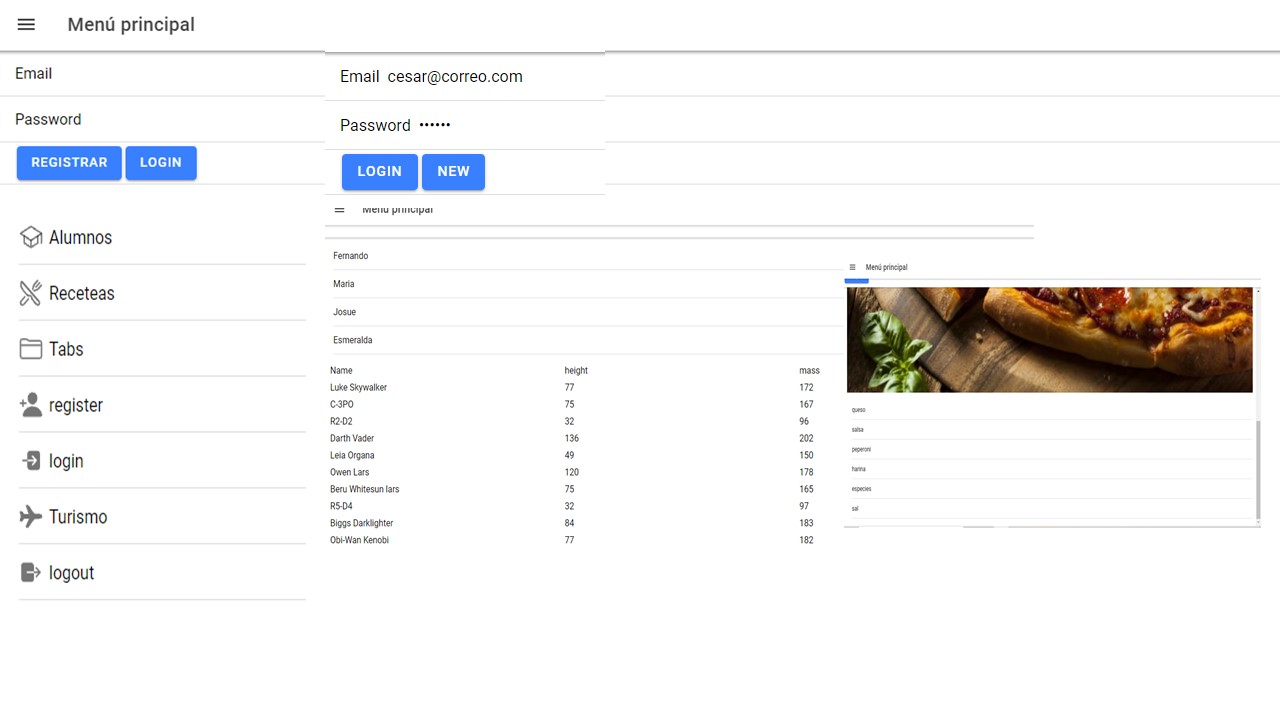 Menú principal
Email
Password
REGISTRAR LOGIN
Alumnos
Receteas
Tabs
register
login
Turismo
logout
Email cesar@correo.com
Password ••••••
LOGIN NEW
Menú principal
Fernando
Maria
Josue
Esmeralda
Name height mass
Luke Skywalker 77 172
C-3PO 75 167
R2-D2 32 96
Darth Vader 136 202
Leia Organa 49 150
Owen Lars 120 178
Beru Whitesun lars 75 165
R5-D4 32 97
Biggs Darklighter 84 183
Obi-Wan Kenobi 77 182
Menú principal
queso
salsa
peperoni
harina
especies
sal